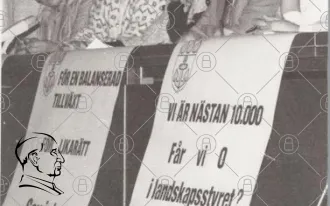 FÖR EN BALANSERAD
TILLVÄXT
VI ÄR NÄSTAN 10.000
Får vi 0
i landskapsstyret?